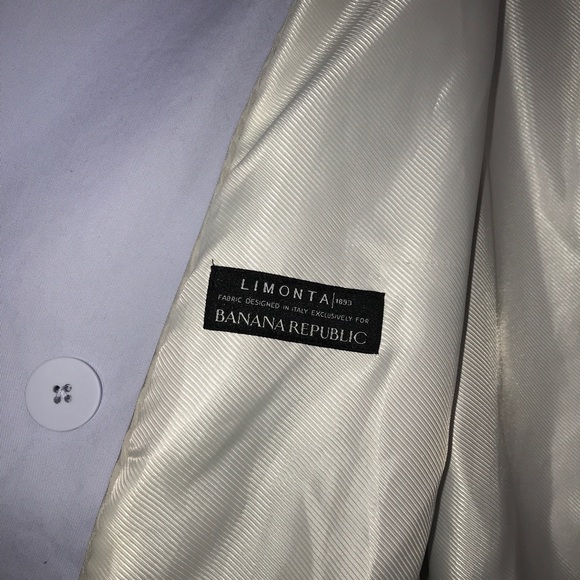 LIMONTA|1893
FABRIC DESIGNED IN ITALY EXCLUSIVELY FOR
BANANA REPUBLIC